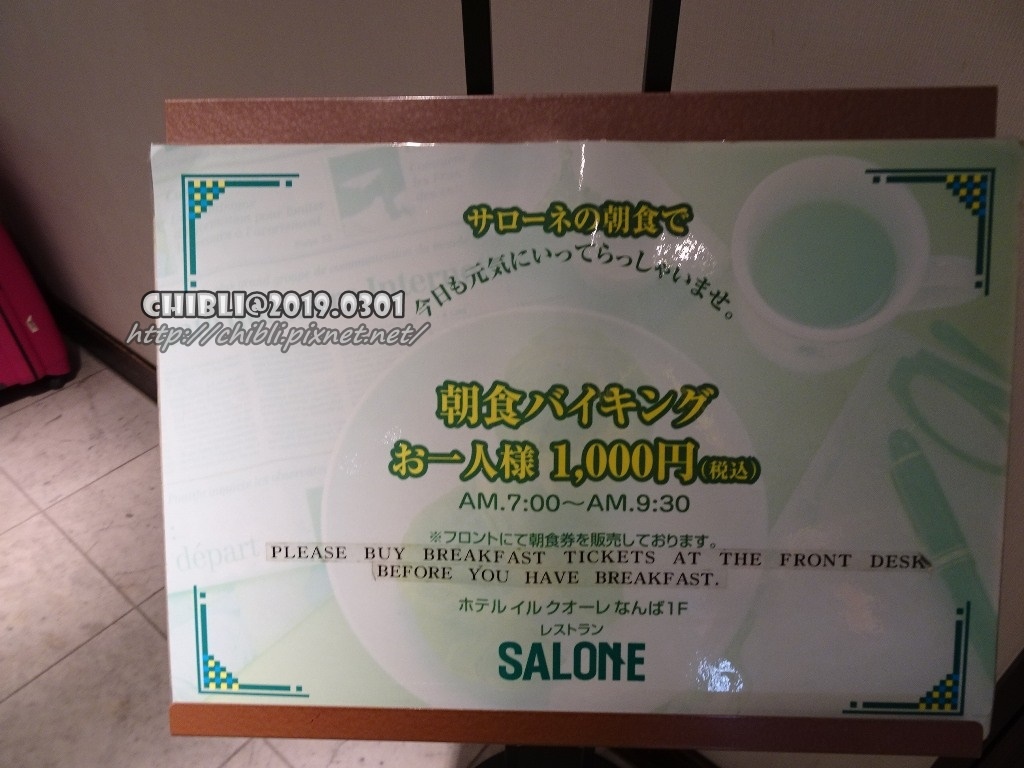 サローネの朝食で
今日も元気にいってらっしゃいませ。
CHIBLI@2019.0301
http://chibli.pixnet.net/
朝食バイキング
お一人様 1,000円(税込)
AM.7:00～AM.9:30
※フロントにて朝食券を販売しております。
PLEASE BUY BREAKFAST TICKETS AT THE FRONT DESK
BEFORE YOU HAVE BREAKFAST.
départ
ホテル イル クオーレ なんば1F
レストラン
SALONE